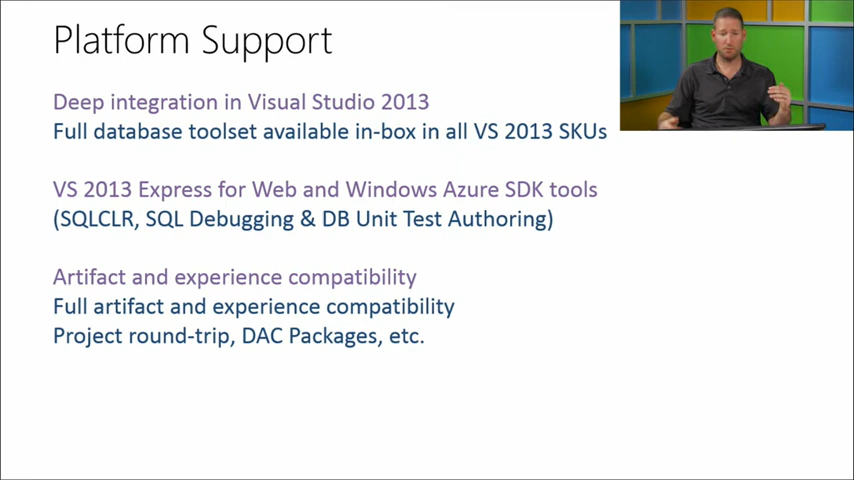 Platform Support
Deep integration in Visual Studio 2013
Full database toolset available in-box in all VS 2013 SKUs
VS 2013 Express for Web and Windows Azure SDK tools
(SQLCLR, SQL Debugging & DB Unit Test Authoring)
Artifact and experience compatibility
Full artifact and experience compatibility
Project round-trip, DAC Packages, etc.